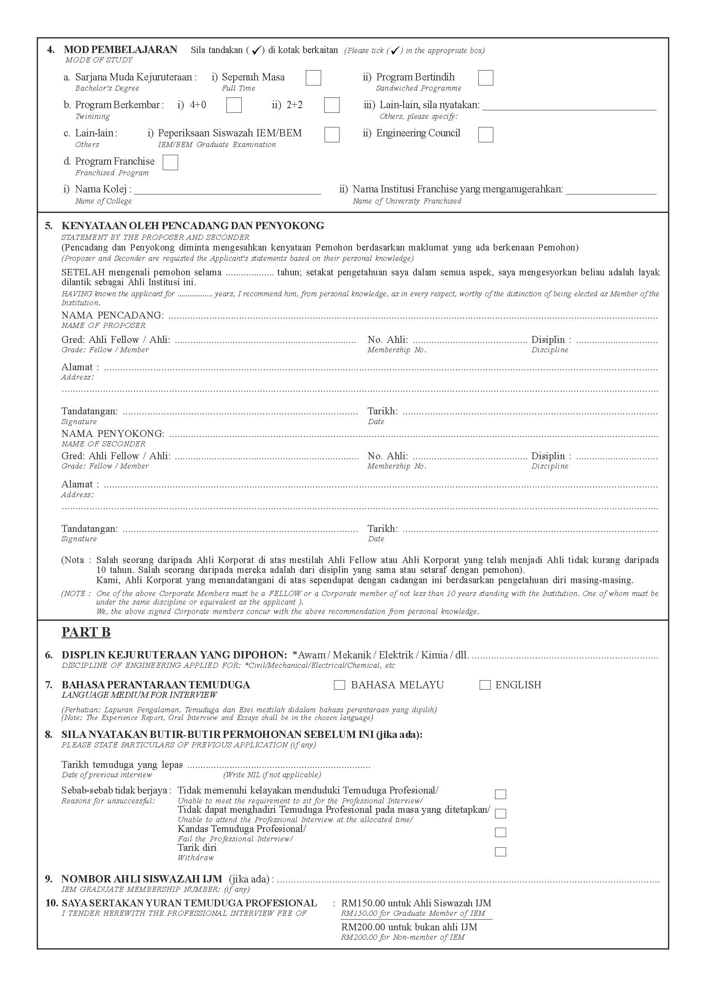 4. MOD PEMBELAJARAN Sila tandakan ( ✓) di kotak berkaitan (Please tick ( ✓) in the appropriate box)
MODE OF STUDY
a. Sarjana Muda Kejuruteraan : i) Sepenuh Masa ii) Program Bertindih
Bachelor's Degree Full Time Sandwiched Programme
b. Program Berkembar : i) 4+0 ii) 2+2 iii) Lain-lain, sila nyatakan: ______________________________
Twinining Others, please specify:
c. Lain-lain : i) Peperiksaan Siswazah IEM/BEM ii) Engineering Council
Others IEM/BEM Graduate Examination
d. Program Franchise
Franchised Program
i) Nama Kolej : ______________________________ ii) Nama Institusi Franchise yang menganugerahkan: ________________
Name of College Name of University Franchised
5. KENYATAAN OLEH PENCADANG DAN PENYOKONG
STATEMENT BY THE PROPOSER AND SECONDER
(Pencadang dan Penyokong diminta mengesahkan kenyataan Pemohon berdasarkan maklumat yang ada berkenaan Pemohon)
(Proposer and Seconder are requisted the Applicant's statements based on their personal knowledge)
SETELAH mengenali pemohon selama ................... tahun; setakat pengetahuan saya dalam semua aspek, saya mengesyorkan beliau adalah layak
dilantik sebagai Ahli Institusi ini.
HAVING known the applicant for ................. years, I recommend him, from personal knowledge, as in every respect, worthy of the distinction of being elected as Member of the
Institution.
NAMA PENCADANG: ..............................................................................
NAME OF PROPOSER
Gred: Ahli Fellow / Ahli: ........................................ No. Ahli: ............................ Disiplin : ..............................
Grade: Fellow / Member Membership No. Discipline
Alamat : ..............................................................................
Address:
..............................................................................
Tandatangan: ........................................ Tarikh: ........................................
Signature Date
NAMA PENYOKONG: ..............................................................................
NAME OF SECONDER
Gred: Ahli Fellow / Ahli: ........................................ No. Ahli: ............................ Disiplin : ..............................
Grade: Fellow / Member Membership No. Discipline
Alamat : ..............................................................................
Address:
..............................................................................
Tandatangan: ........................................ Tarikh: ........................................
Signature Date
(Nota : Salah seorang daripada Ahli Korporat di atas mestilah Ahli Fellow atau Ahli Korporat yang telah menjadi Ahli tidak kurang daripada
10 tahun. Salah seorang daripada mereka adalah dari disiplin yang sama atau setaraf dengan pemohon).
Kami, Ahli Korporat yang menandatangani di atas sependapat dengan cadangan ini berdasarkan pengetahuan diri masing-masing.
(NOTE : One of the above Corporate Members must be a FELLOW or a Corporate member of not less than 10 years standing with the Institution. One of whom must be
under the same discipline or equivalent as the applicant ).
We, the above signed Corporate members concur with the above recommendation from personal knowledge.
PART B
6. DISPLIN KEJURUTERAAN YANG DIPOHON: *Awam / Mekanik / Elektrik / Kimia / dll. ........................................
DISCIPLINE OF ENGINEERING APPLIED FOR: *Civil/Mechanical/Electrical/Chemical, etc
7. BAHASA PERANTARAAN TEMUDUGA BAHASA MELAYU ENGLISH
LANGUAGE MEDIUM FOR INTERVIEW
(Perhatian: Lapuran Pengalaman, Temuduga dan Esei mestilah didalam bahasa perantaraan yang dipilih)
(Note: The Experience Report, Oral Interview and Essays shall be in the chosen language)
8. SILA NYATAKAN BUTIR-BUTIR PERMOHONAN SEBELUM INI (jika ada):
PLEASE STATE PARTICULARS OF PREVIOUS APPLICATION (if any)
Tarikh temuduga yang lepas ........................................
Date of previous interview (Write NIL if not applicable)
Sebab-sebab tidak berjaya : Tidak memenuhi kelayakan menduduki Temuduga Profesional/
Reasons for unsuccessful: Unable to meet the requirement to sit for the Professional Interview/
Tidak dapat menghadiri Temuduga Profesional pada masa yang ditetapkan/
Unable to attend the Professional Interview at the allocated time/
Kandas Temuduga Profesional/
Fail the Professional Interview/
Tarik diri
Withdraw
9. NOMBOR AHLI SISWAZAH IJM (jika ada) : ..............................................................................
IEM GRADUATE MEMBERSHIP NUMBER: (if any)
10. SAYA SERTAKAN YURAN TEMUDUGA PROFESIONAL : RM150.00 untuk Ahli Siswazah IJM
I TENDER HEREWITH THE PROFESSIONAL INTERVIEW FEE OF RM150.00 for Graduate Member of IEM
RM200.00 untuk bukan ahli IJM
RM200.00 for Non-member of IEM